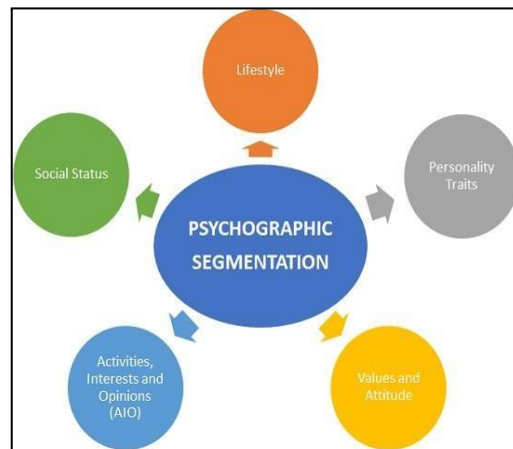 Lifestyle
Social Status
Personality
Traits
PSYCHOGRAPHIC
SEGMENTATION
Activities,
Interests and
Opinions
(AIO)
Values and
Attitude